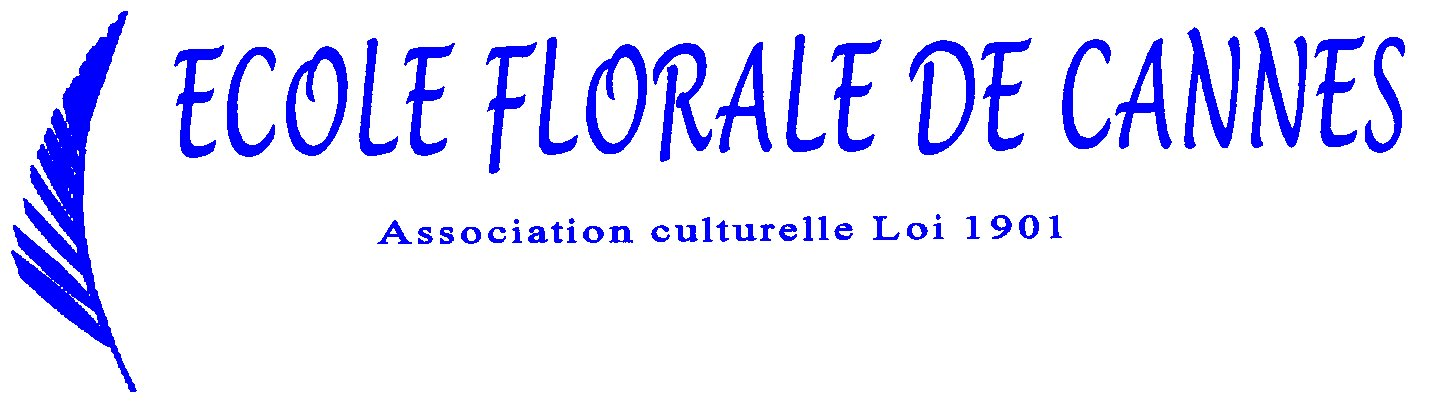 ECOLE FLORALE DE CANNES
Association culturelle Loi 1901